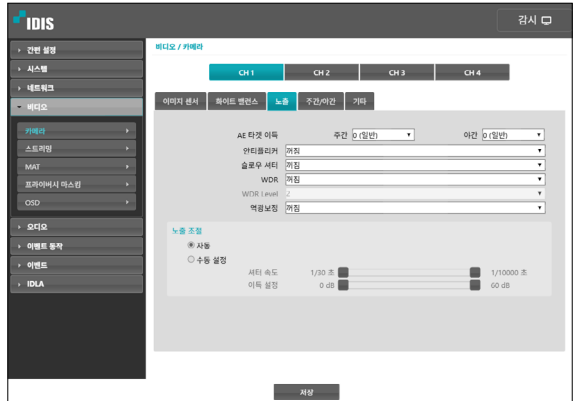 IDIS
감시
간편 설정
시스템
네트워크
비디오
카메라
스트리밍
MAT
프라이버시 마스킹
OSD
오디오
이벤트 동작
이벤트
IDLA
비디오 / 카메라
CH 1 CH 2 CH 3 CH 4
이미지 센서 화이트 밸런스 노출 주간/야간 기타
AE 타겟 이득 주간 0 (일반) 야간 0 (일반)
안티플리커 꺼짐
슬로우 셔터 꺼짐
WDR 꺼짐
WDR Level 2
역광보정 꺼짐
노출 조절
자동
수동 설정
셔터 속도 1/30 초 1/10000 초
이득 설정 0 dB 60 dB
저장